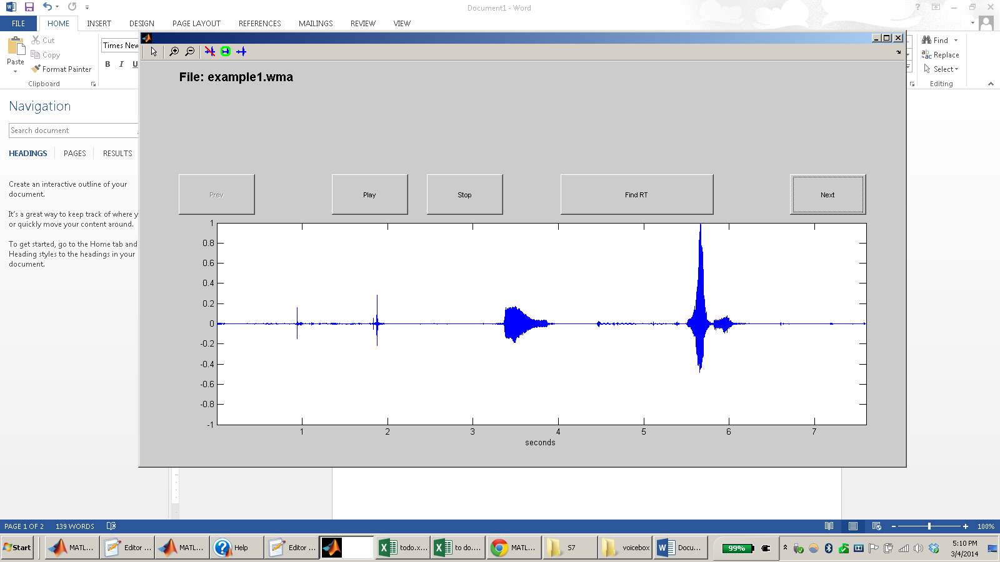 Document1 - Word
FILE HOME INSERT DESIGN PAGE LAYOUT REFERENCES MAILINGS REVIEW VIEW
Paste
Cut
Copy
Format Painter
Clipboard
Times New
B I U
Find
Replace
Select
Editing
Navigation
Search document
HEADINGS PAGES RESULTS
Create an interactive outline of your
document.
It's a great way to keep track of where y
or quickly move your content around.
To get started, go to the Home tab and
Heading styles to the headings in your
document.
File: example1.wma
Prev Play Stop Find RT Next
1
0.8
0.6
0.4
0.2
0
-0.2
-0.4
-0.6
-0.8
-1
1 2 3 4 5 6 7
seconds
PAGE 1 OF 2 139 WORDS 100%
Start MATL... Editor ... MATL... Help Editor ... todo.x... to do.... MATL... S7 voicebox Docu... 99% 5:10 PM
3/4/2014